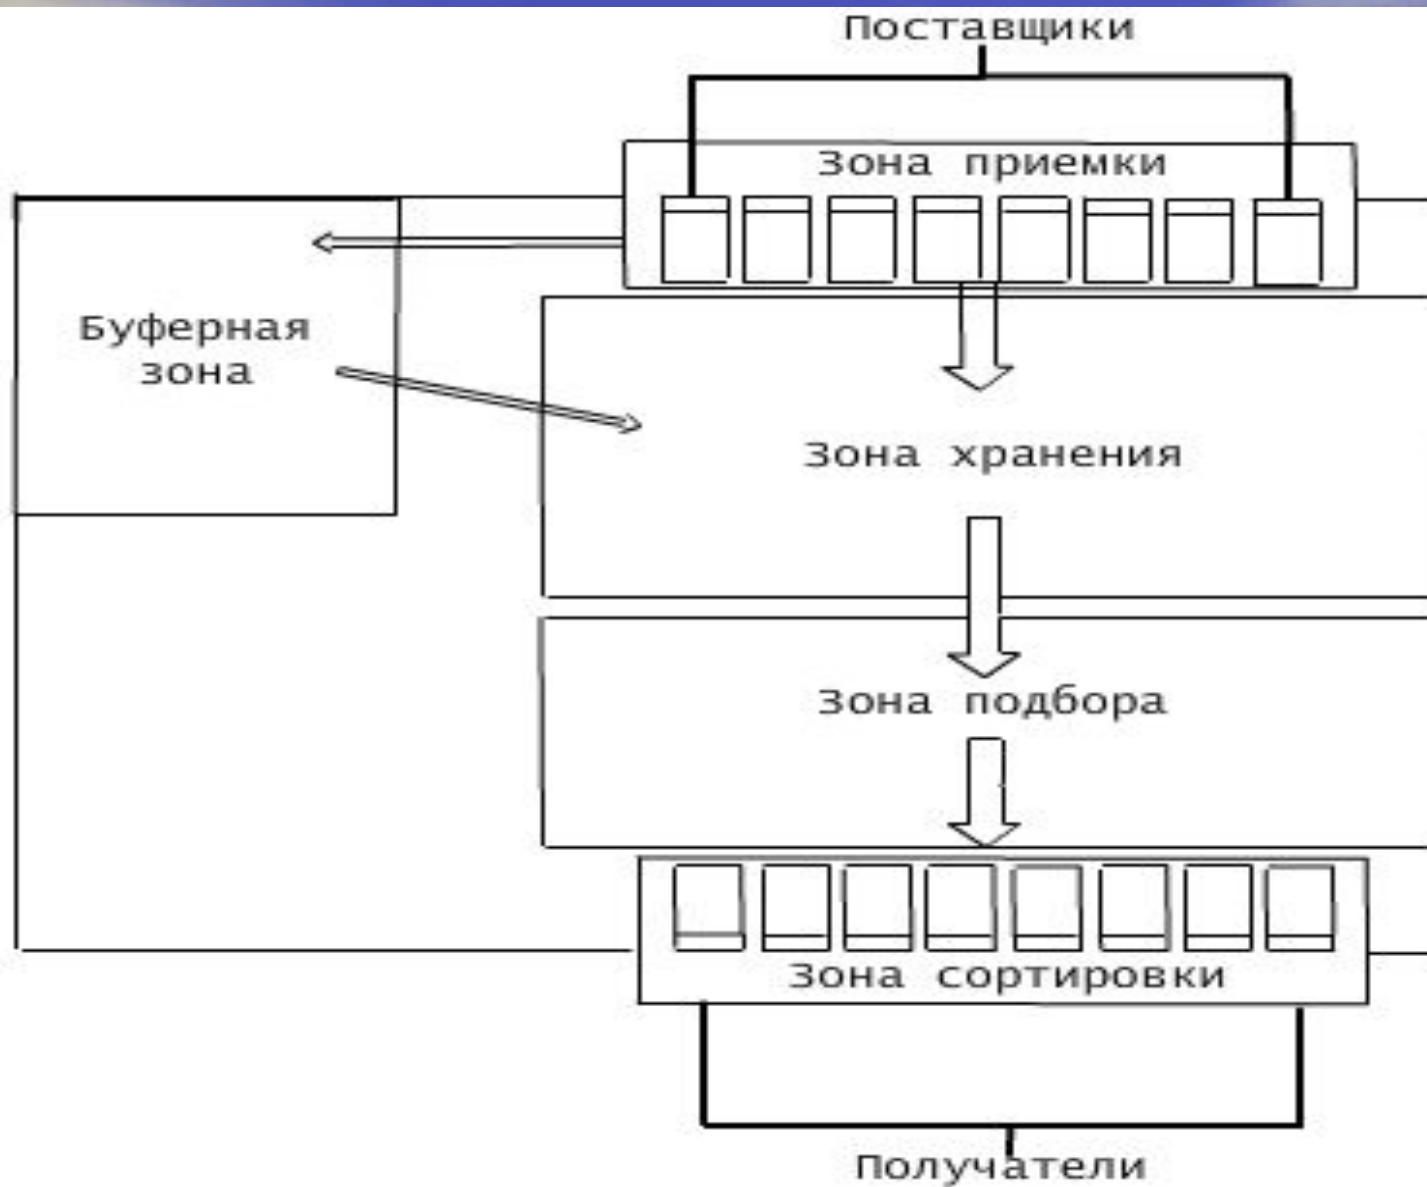 Поставщики
Зона приемки
Буферная
зона
Зона хранения
Зона подбора
Зона сортировки
Получатели